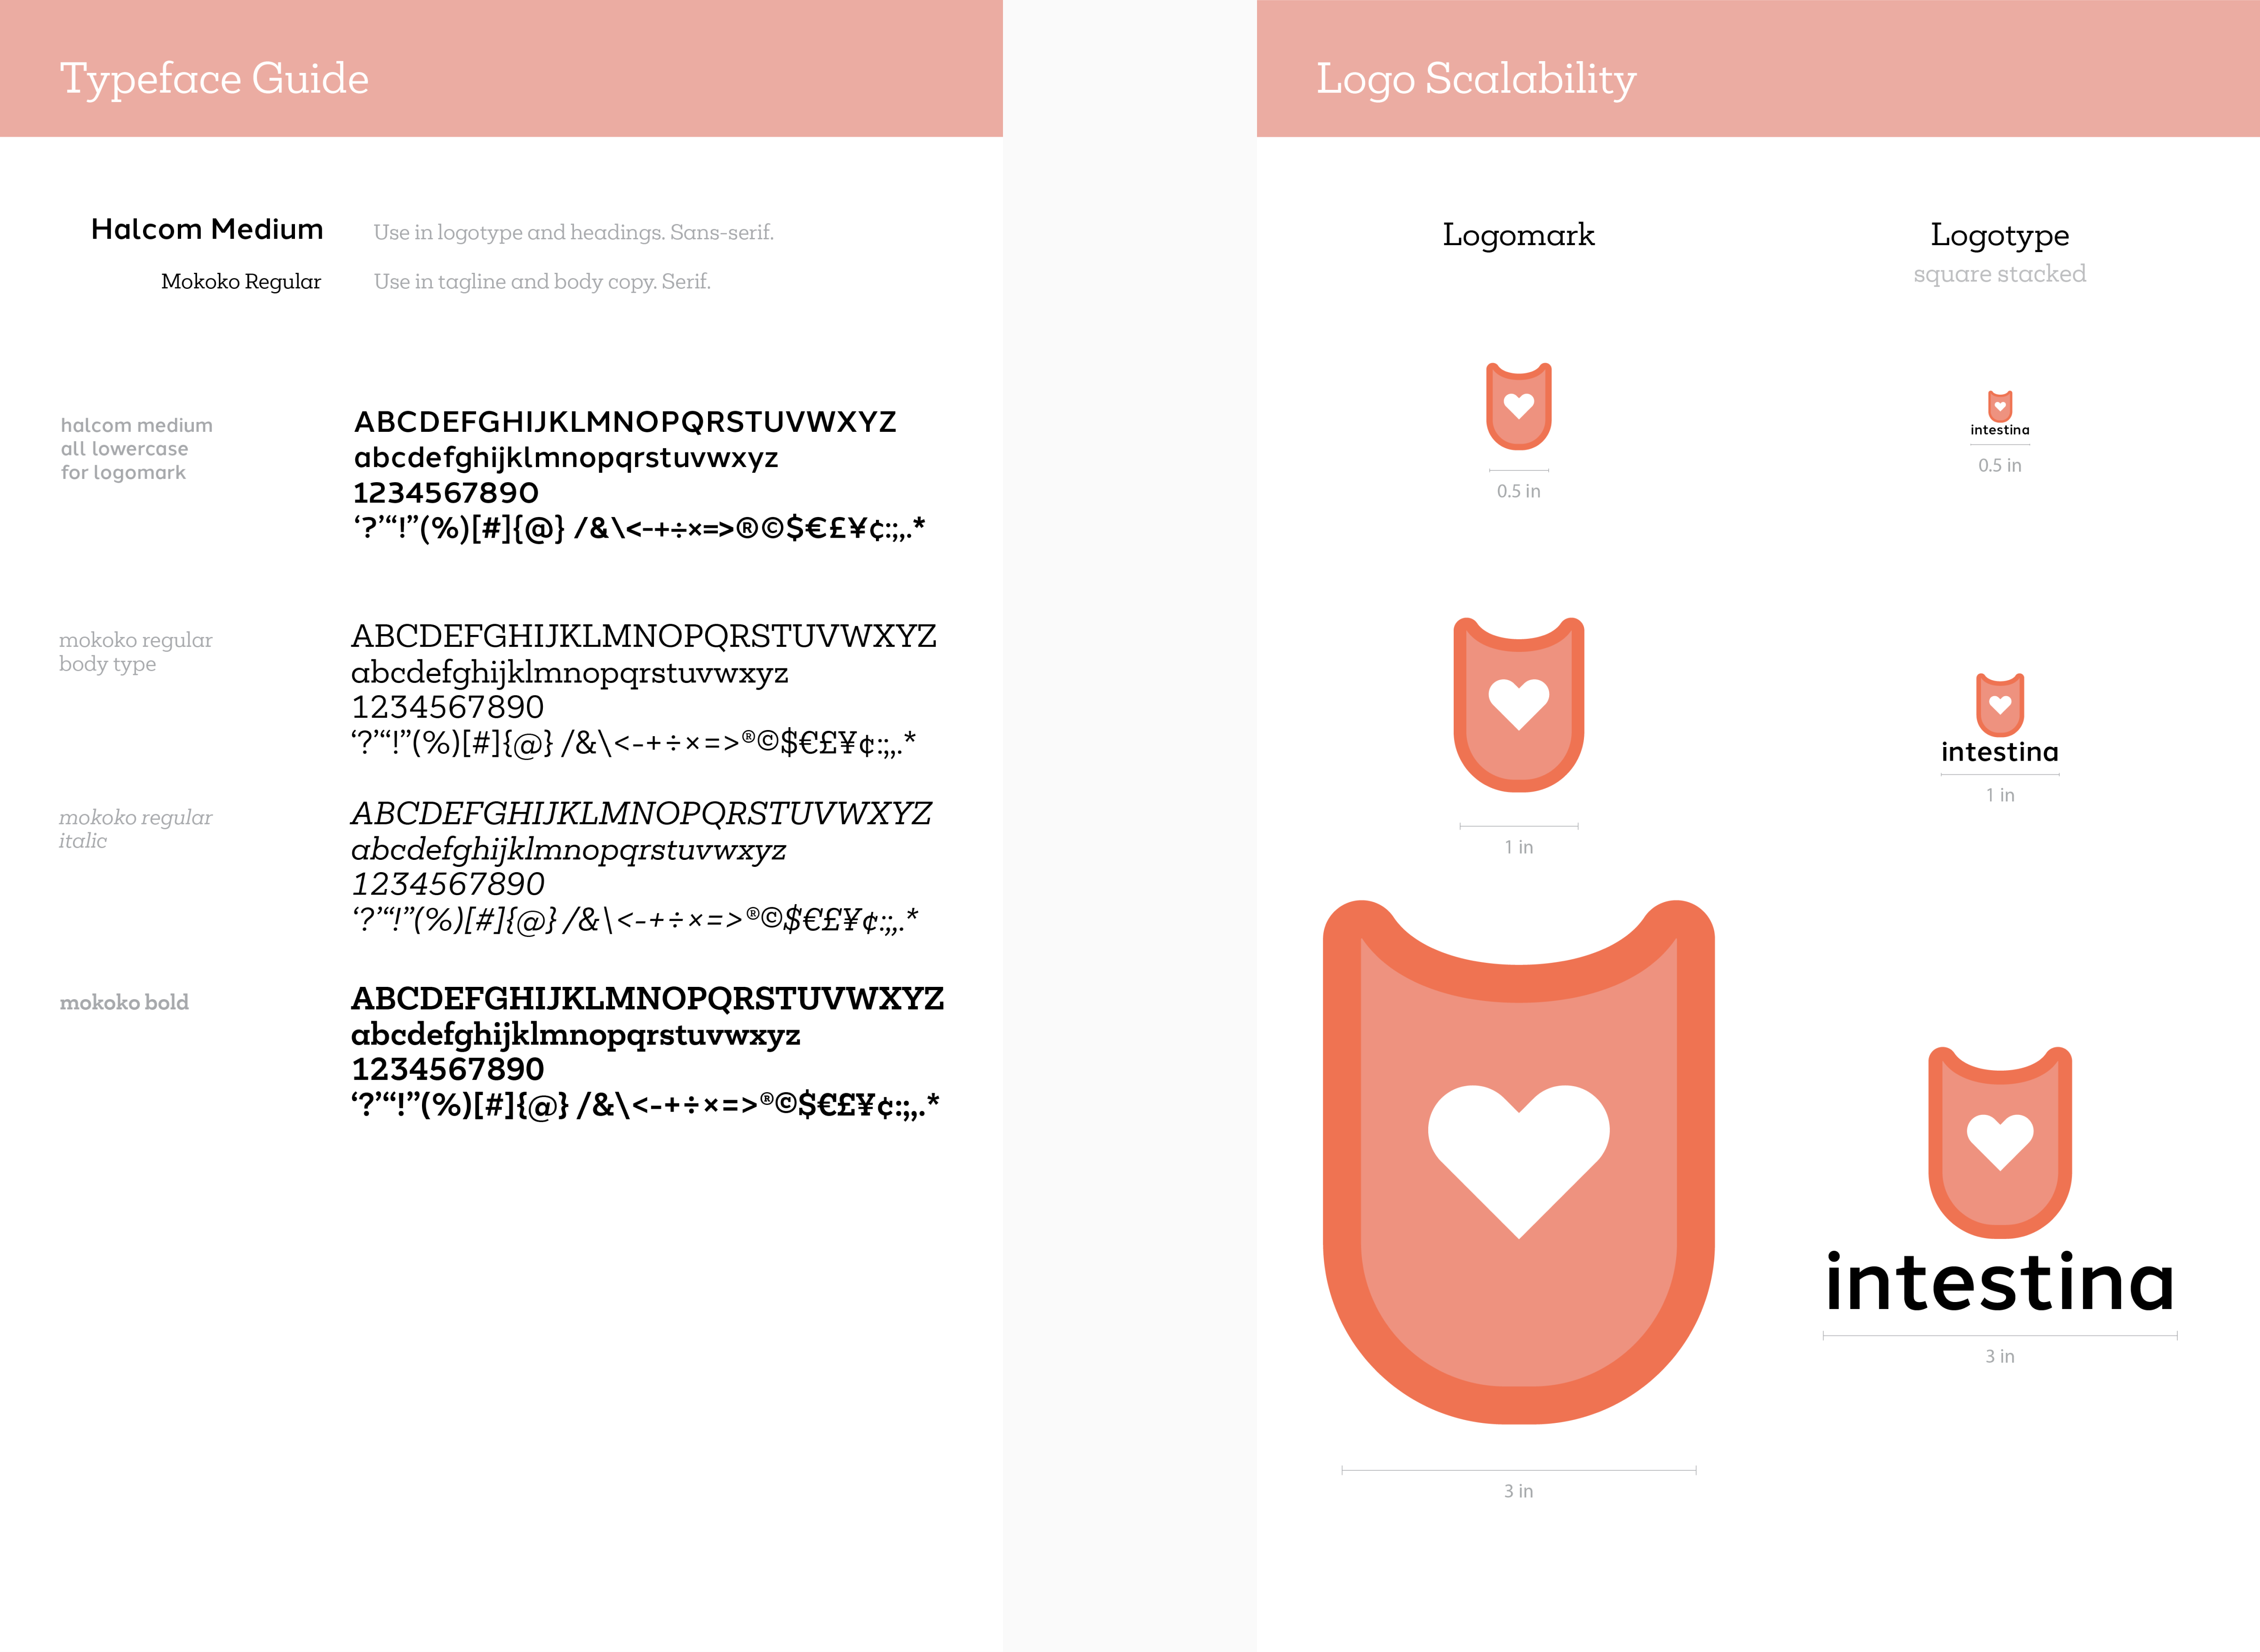 Typeface Guide
Halcom Medium
Use in logotype and headings. Sans-serif.
Mokoko Regular
Use in tagline and body copy. Serif.
halcom medium
all lowercase
for logomark
ABCDEFGHIJKLMNOPQRSTUVWXYZ
abcdefghijklmnopqrstuvwxyz
1234567890
‘?’“!”(%)[#]{@} /&\<-+÷×=>®©$€£¥¢:;,.*
mokoko regular
body type
ABCDEFGHIJKLMNOPQRSTUVWXYZ
abcdefghijklmnopqrstuvwxyz
1234567890
‘?’“!”(%)[#]{@} /&\<-+÷×=>®©$€£¥¢:;,.*
mokoko regular
italic
ABCDEFGHIJKLMNOPQRSTUVWXYZ
abcdefghijklmnopqrstuvwxyz
1234567890
‘?’“!”(%)[#]{@} /&\<-+÷×=>®©$€£¥¢:;,.*
mokoko bold
ABCDEFGHIJKLMNOPQRSTUVWXYZ
abcdefghijklmnopqrstuvwxyz
1234567890
‘?’“!”(%)[#]{@} /&\<-+÷×=>®©$€£¥¢:;,.*
Logo Scalability
Logomark
0.5 in
1 in
3 in
Logotype
square stacked
intestina
0.5 in
intestina
1 in
intestina
3 in